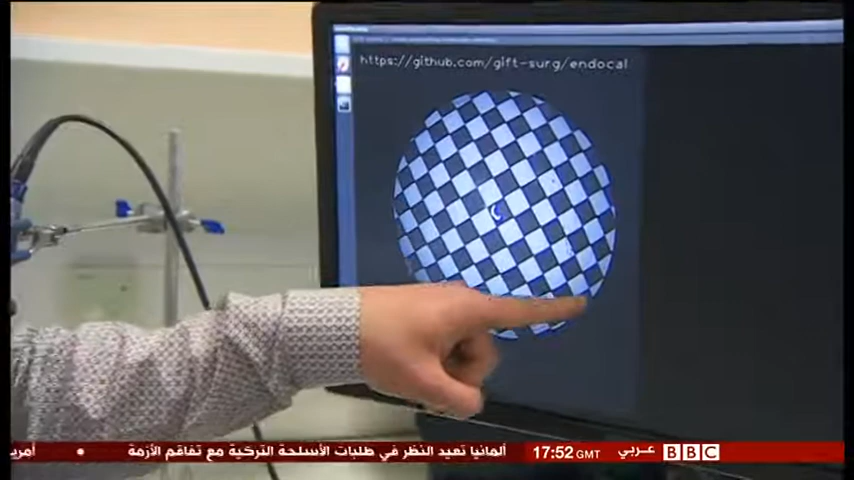 https://github.com/gift-surg/endocal
ألمانيا تعيد النظر في طلبات الأسلحة التركية مع تفاقم الأزمة
17:52 GMT
عربي BBC